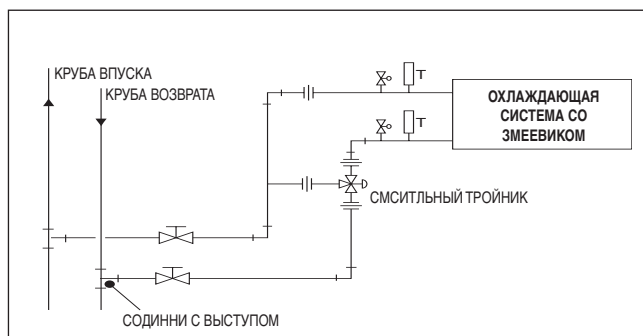 КРУБА ВПУСКА
КРУБА ВОЗВРАТА
Т
ОХЛАЖДАЮЩАЯ
СИСТЕМА СО
ЗМЕЕВИКОМ
Т
СМСИТЛЬНЫЙ ТРОЙНИК
СОДИННИ С ВЫСТУПОМ